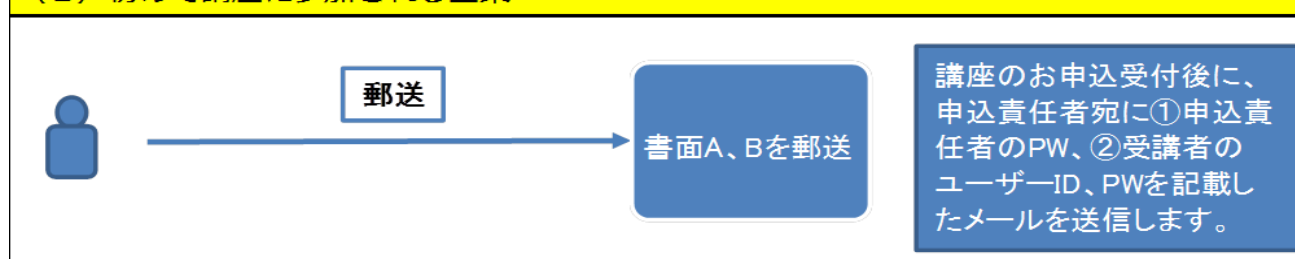 郵送
書面A、Bを郵送
講座のお申込受付後に、
申込責任者宛に①申込責
任者のPW、②受講者の
ユーザーID、PWを記載し
たメールを送信します。